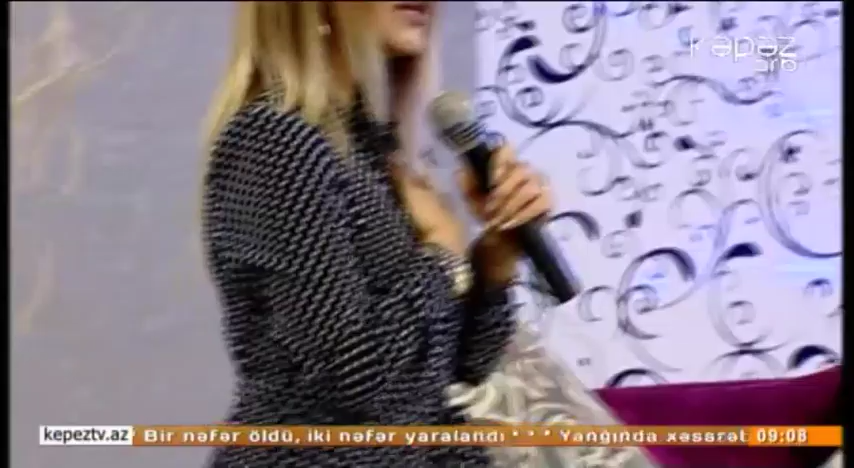 kəpəz
kepeztv.az Bir nəfər öldü, iki nəfər yaralandı * * * Yanğında xəsarət 09:08